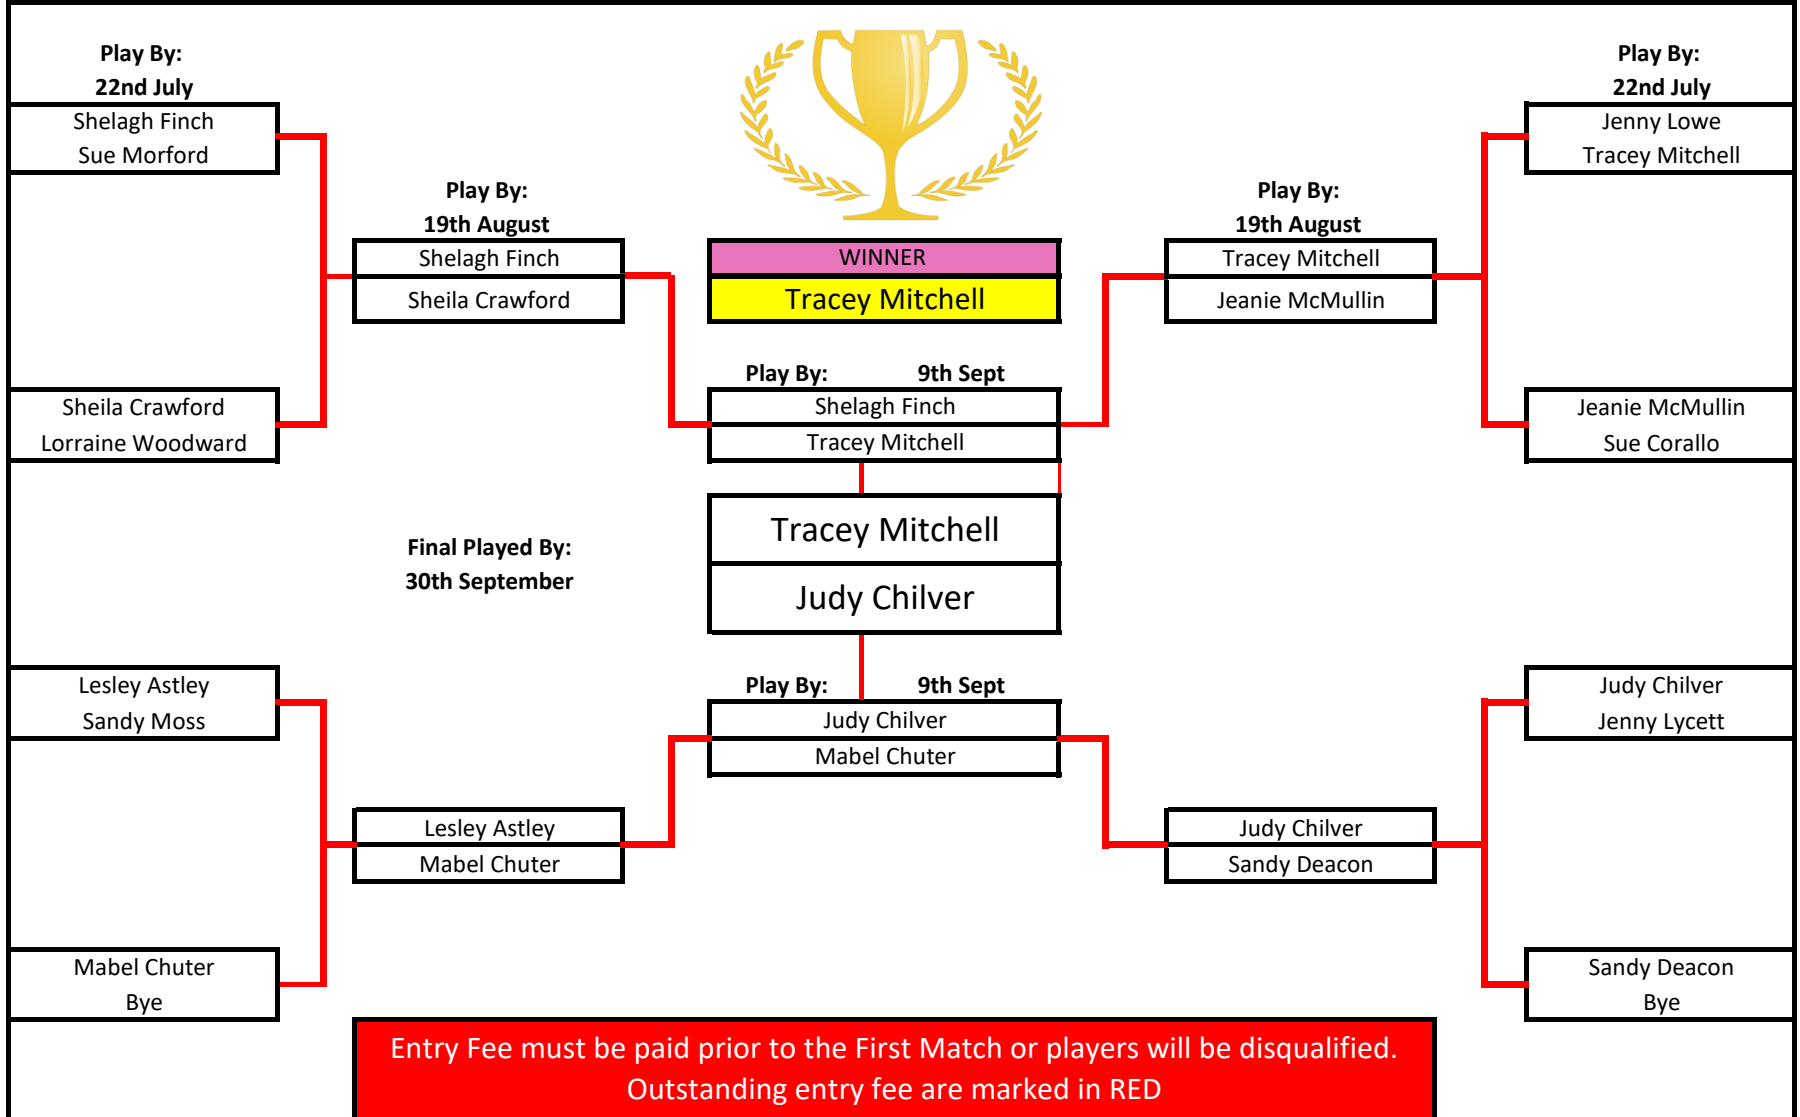 Play By:
22nd July
Shelagh Finch
Sue Morford
Play By:
19th August
Shelagh Finch
Sheila Crawford
Sheila Crawford
Lorraine Woodward
WINNER
Tracey Mitchell
Play By: 9th Sept
Shelagh Finch
Tracey Mitchell
Play By:
19th August
Tracey Mitchell
Jeanie McMullin
Play By:
22nd July
Jenny Lowe
Tracey Mitchell
Jeanie McMullin
Sue Corallo
Final Played By:
30th September
Tracey Mitchell
Judy Chilver
Lesley Astley
Sandy Moss
Lesley Astley
Mabel Chuter
Mabel Chuter
Bye
Play By: 9th Sept
Judy Chilver
Mabel Chuter
Judy Chilver
Sandy Deacon
Judy Chilver
Jenny Lycett
Sandy Deacon
Bye
Entry Fee must be paid prior to the First Match or players will be disqualified.
Outstanding entry fee are marked in RED